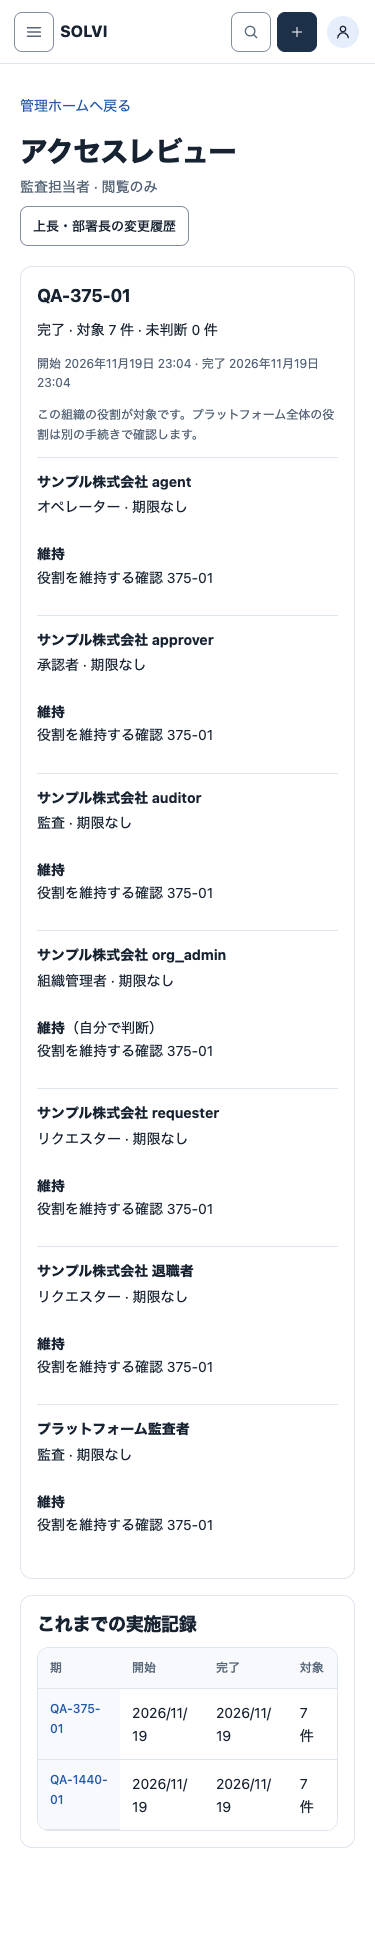 SOLVI
管理ホームへ戻る
アクセスレビュー
監査担当者 · 閲覧のみ
上長・部署長の変更履歴
QA-375-01
完了 · 対象 7 件 · 未判断 0 件
開始 2026年11月19日 23:04 · 完了 2026年11月19日
23:04
この組織の役割が対象です。プラットフォーム全体の役
割は別の手続きで確認します。
サンプル株式会社 agent
オペレーター · 期限なし
維持
役割を維持する確認 375-01
サンプル株式会社 approver
承認者 · 期限なし
維持
役割を維持する確認 375-01
サンプル株式会社 auditor
監査 · 期限なし
維持
役割を維持する確認 375-01
サンプル株式会社 org_admin
組織管理者 · 期限なし
維持（自分で判断）
役割を維持する確認 375-01
サンプル株式会社 requester
リクエスター · 期限なし
維持
役割を維持する確認 375-01
サンプル株式会社 退職者
リクエスター · 期限なし
維持
役割を維持する確認 375-01
プラットフォーム監査者
監査 · 期限なし
維持
役割を維持する確認 375-01
これまでの実施記録
期 開始 完了 対象
QA-375-
01
2026/11/
19
2026/11/
19
7
件
QA-1440-
01
2026/11/
19
2026/11/
19
7
件